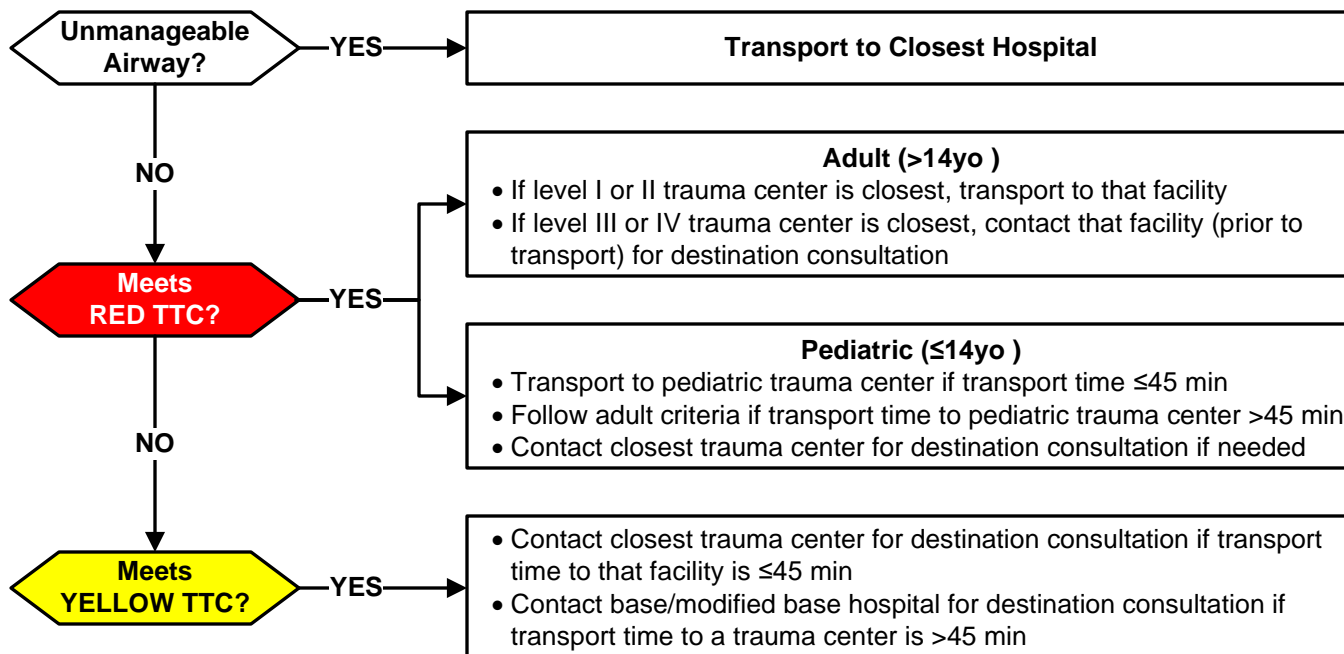 Unmanageable
Airway?
YES
Transport to Closest Hospital
NO
Adult (>14yo )
• If level I or II trauma center is closest, transport to that facility
• If level III or IV trauma center is closest, contact that facility (prior to
transport) for destination consultation
Meets
RED TTC?
YES
Pediatric (≤14yo )
• Transport to pediatric trauma center if transport time ≤45 min
• Follow adult criteria if transport time to pediatric trauma center >45 min
• Contact closest trauma center for destination consultation if needed
NO
Meets
YELLOW TTC?
YES
• Contact closest trauma center for destination consultation if transport
time to that facility is ≤45 min
• Contact base/modified base hospital for destination consultation if
transport time to a trauma center is >45 min